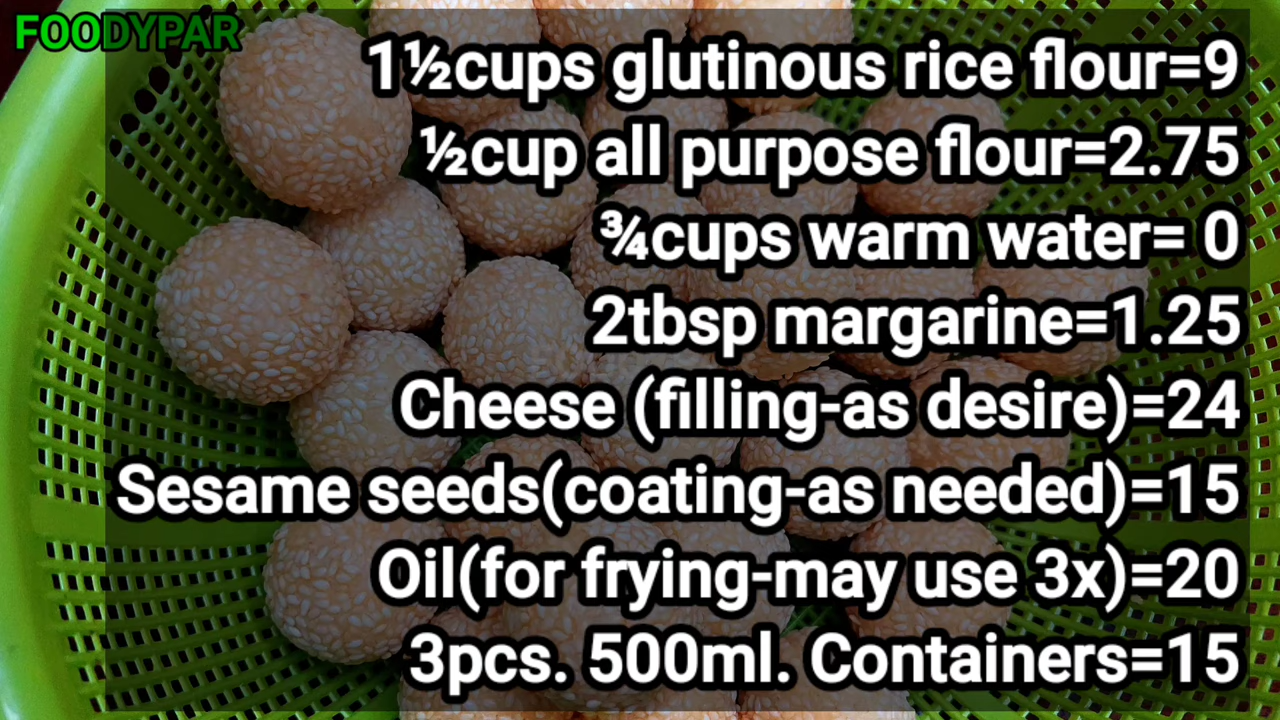 FOODYPAR
1½cups glutinous rice flour=9
½cup all purpose flour=2.75
¾cups warm water= 0
2tbsp margarine=1.25
Cheese (filling-as desire)=24
Sesame seeds(coating-as needed)=15
Oil(for frying-may use 3x)=20
3pcs. 500ml. Containers=15